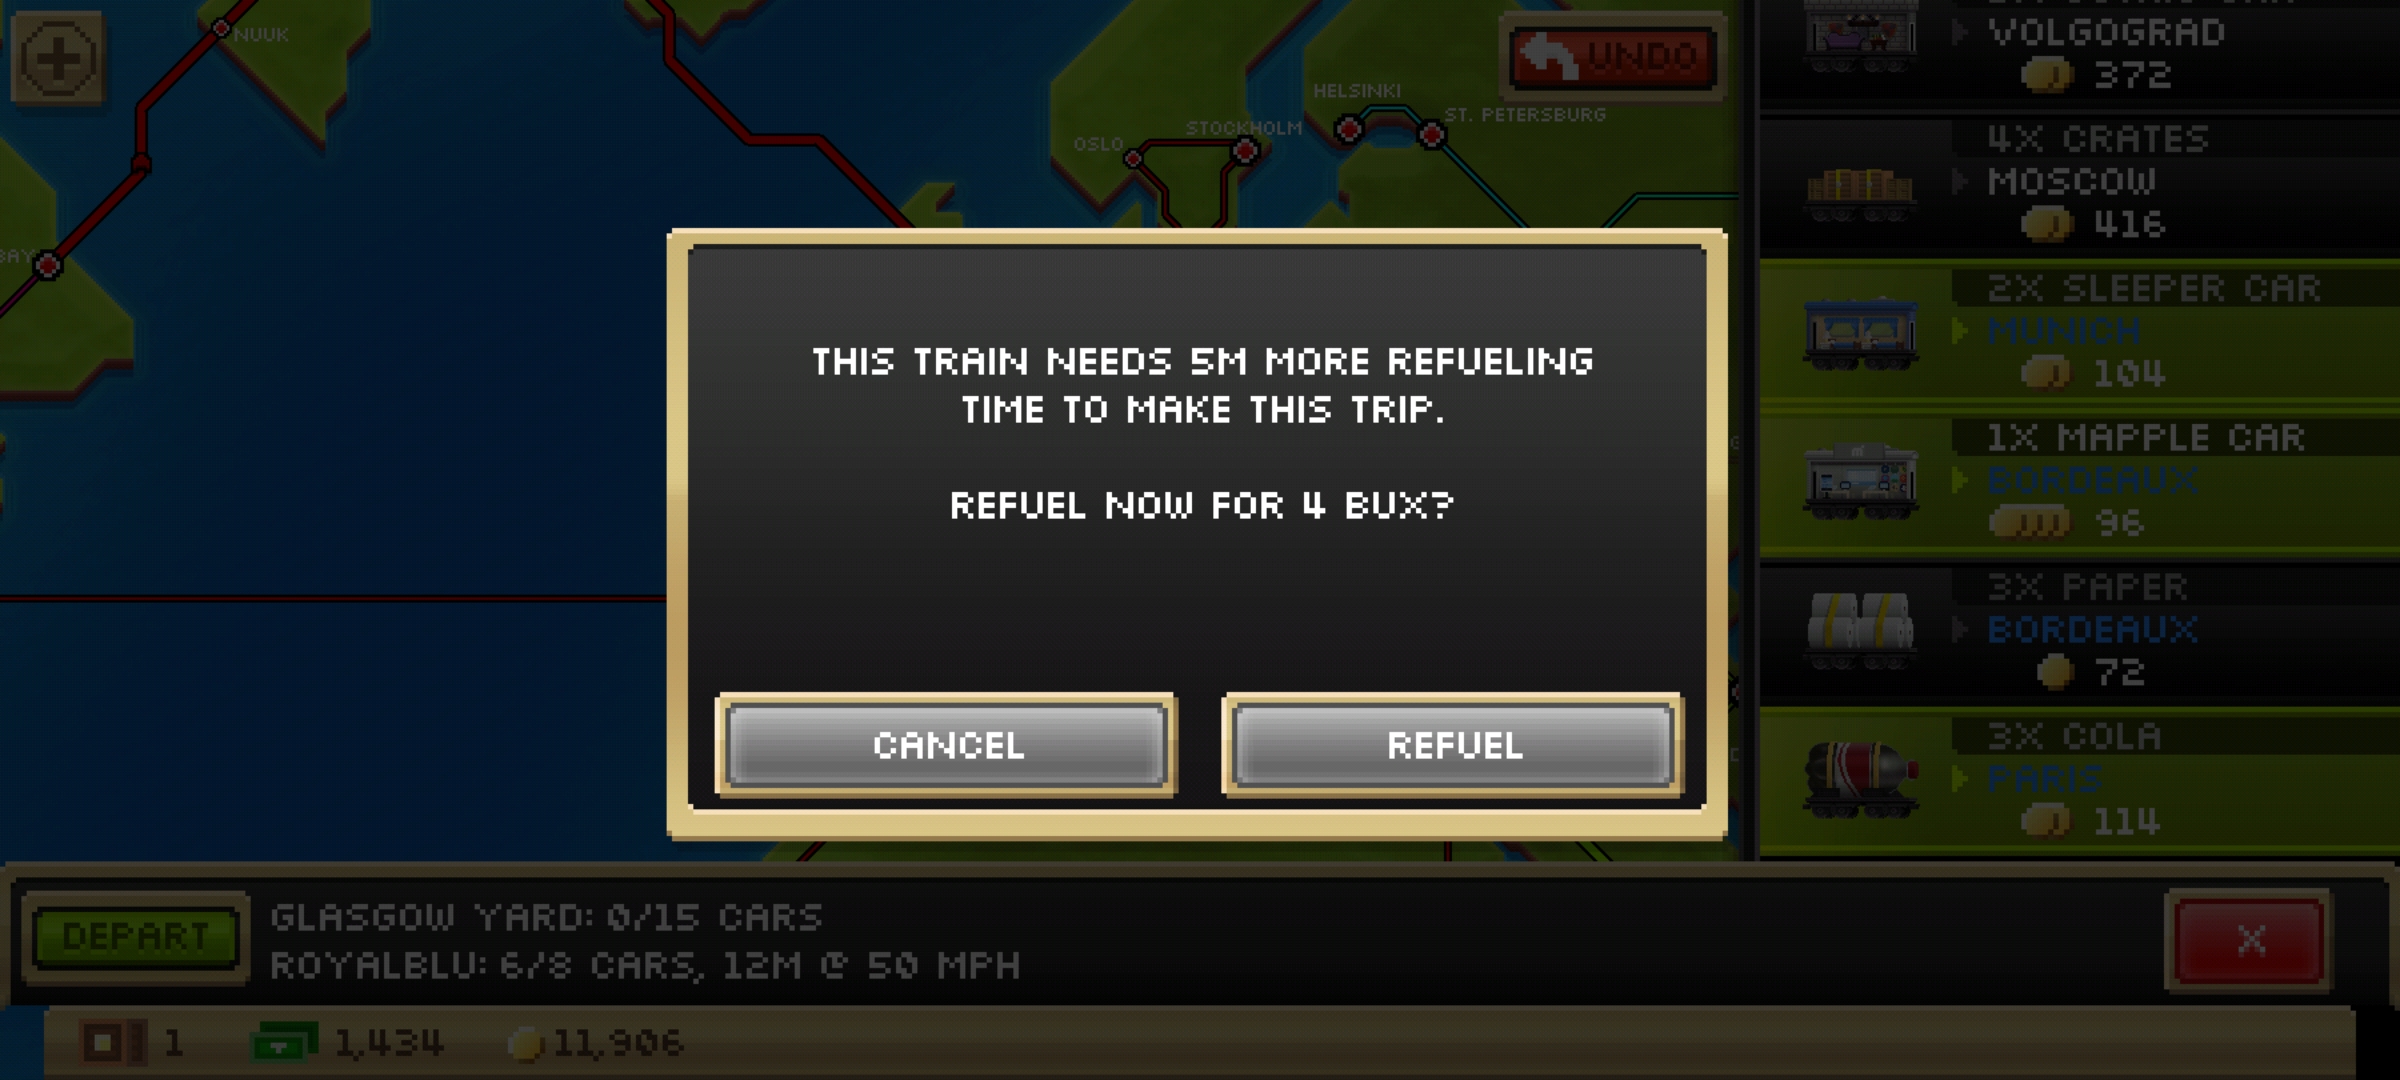 NUUK
UNDO
HELSINKI
ST. PETERSBURG
STOCKHOLM
OSLO
BAY
VOLGOGRAD
372
4X CRATES
MOSCOW
416
2X SLEEPER CAR
MUNICH
104
1X MAPPLE CAR
BORDEAUX
96
3X PAPER
BORDEAUX
72
3X COLA
PARIS
114
THIS TRAIN NEEDS 5M MORE REFUELING
TIME TO MAKE THIS TRIP.
REFUEL NOW FOR 4 BUX?
CANCEL
REFUEL
DEPART
GLASGOW YARD: 0/15 CARS
ROYALBLU: 6/8 CARS, 12M @ 50 MPH
X
1
1,434
11,906